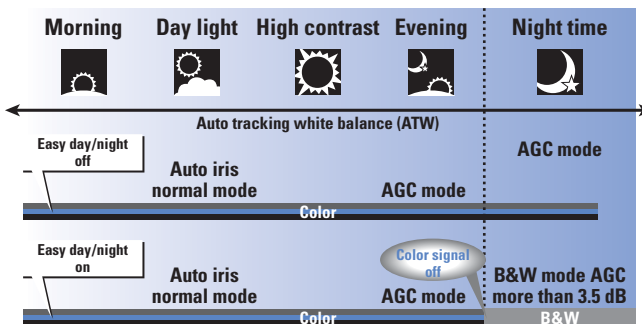 Morning
Day light
High contrast
Evening
Night time
Auto tracking white balance (ATW)
Easy day/night
off
Auto iris
normal mode
AGC mode
AGC mode
Color
Easy day/night
on
Auto iris
normal mode
Color signal
off
AGC mode
B&W mode AGC
more than 3.5 dB
Color
B&W